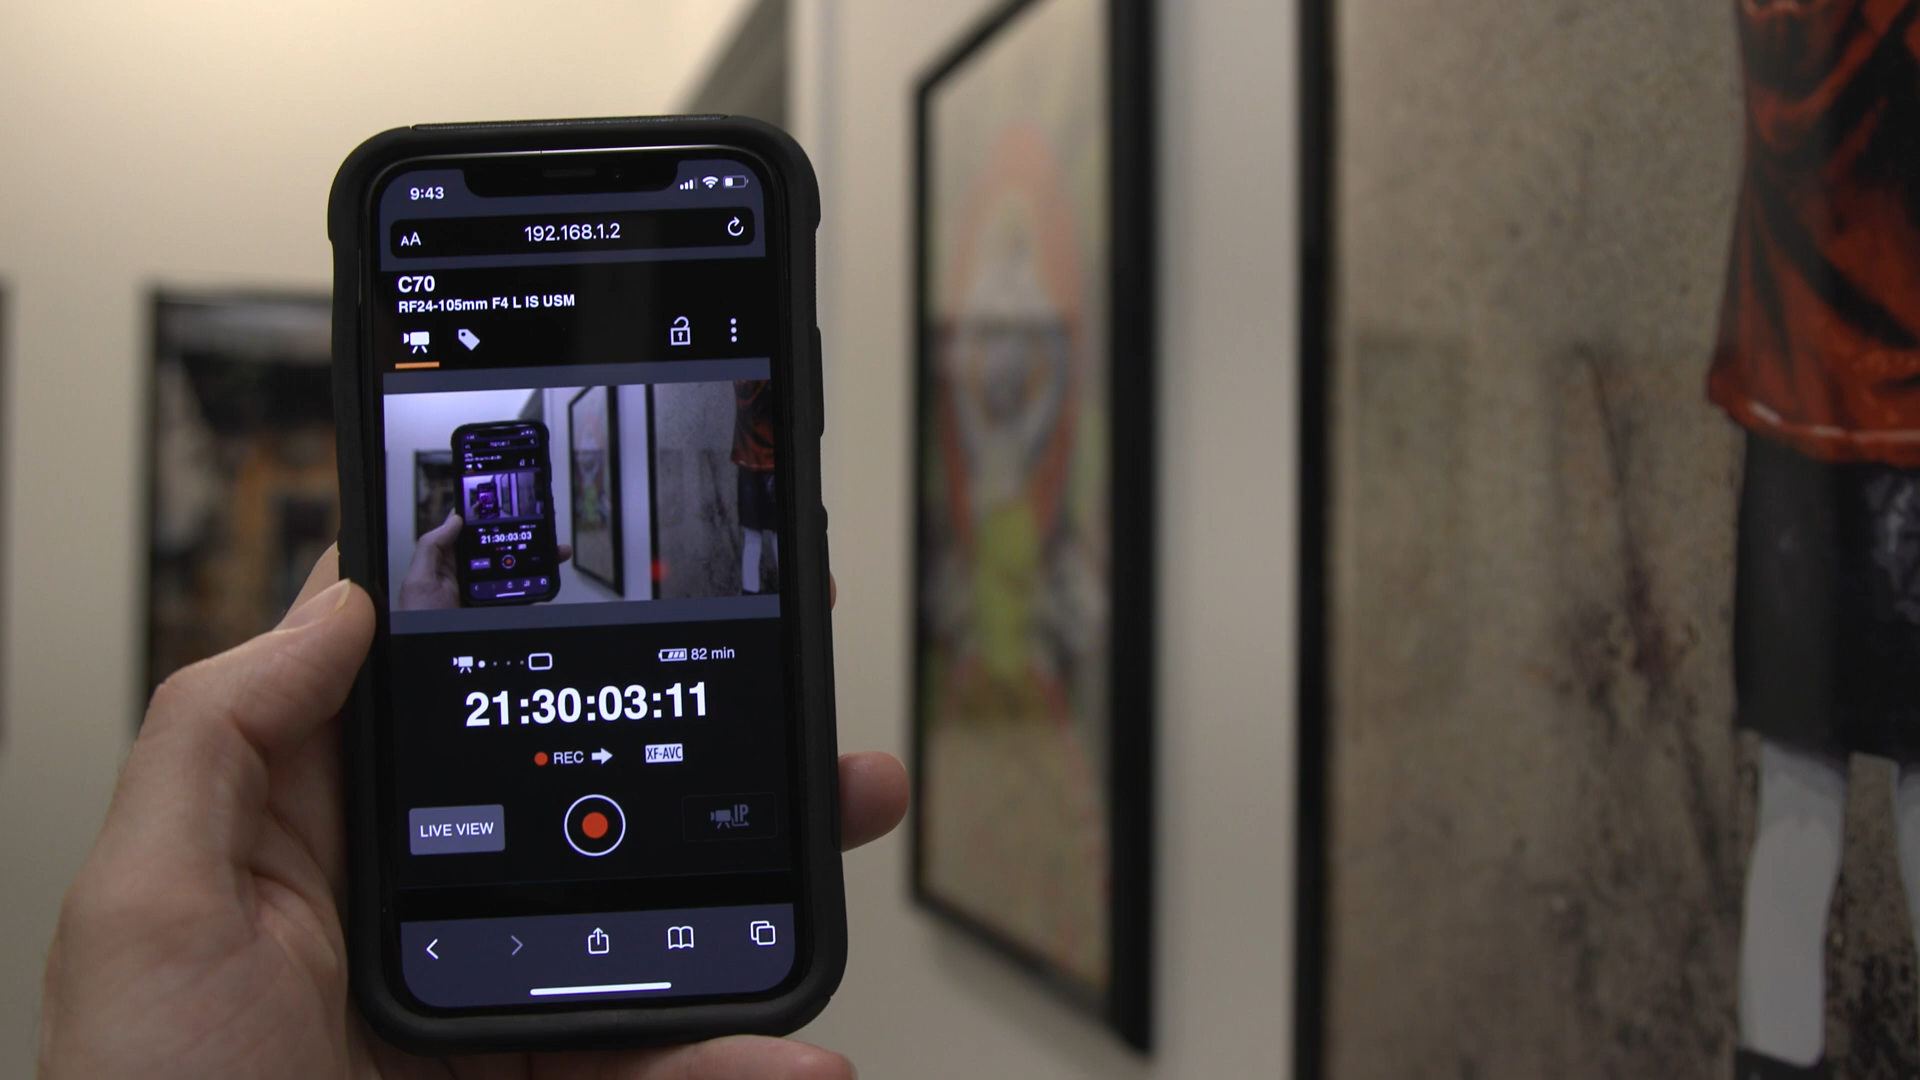 9:43
AA 192.168.1.2
C70
RF24-105mm F4 L IS USM
21:30:03:03
82 min
21:30:03:11
REC XF-AVC
LIVE VIEW IP